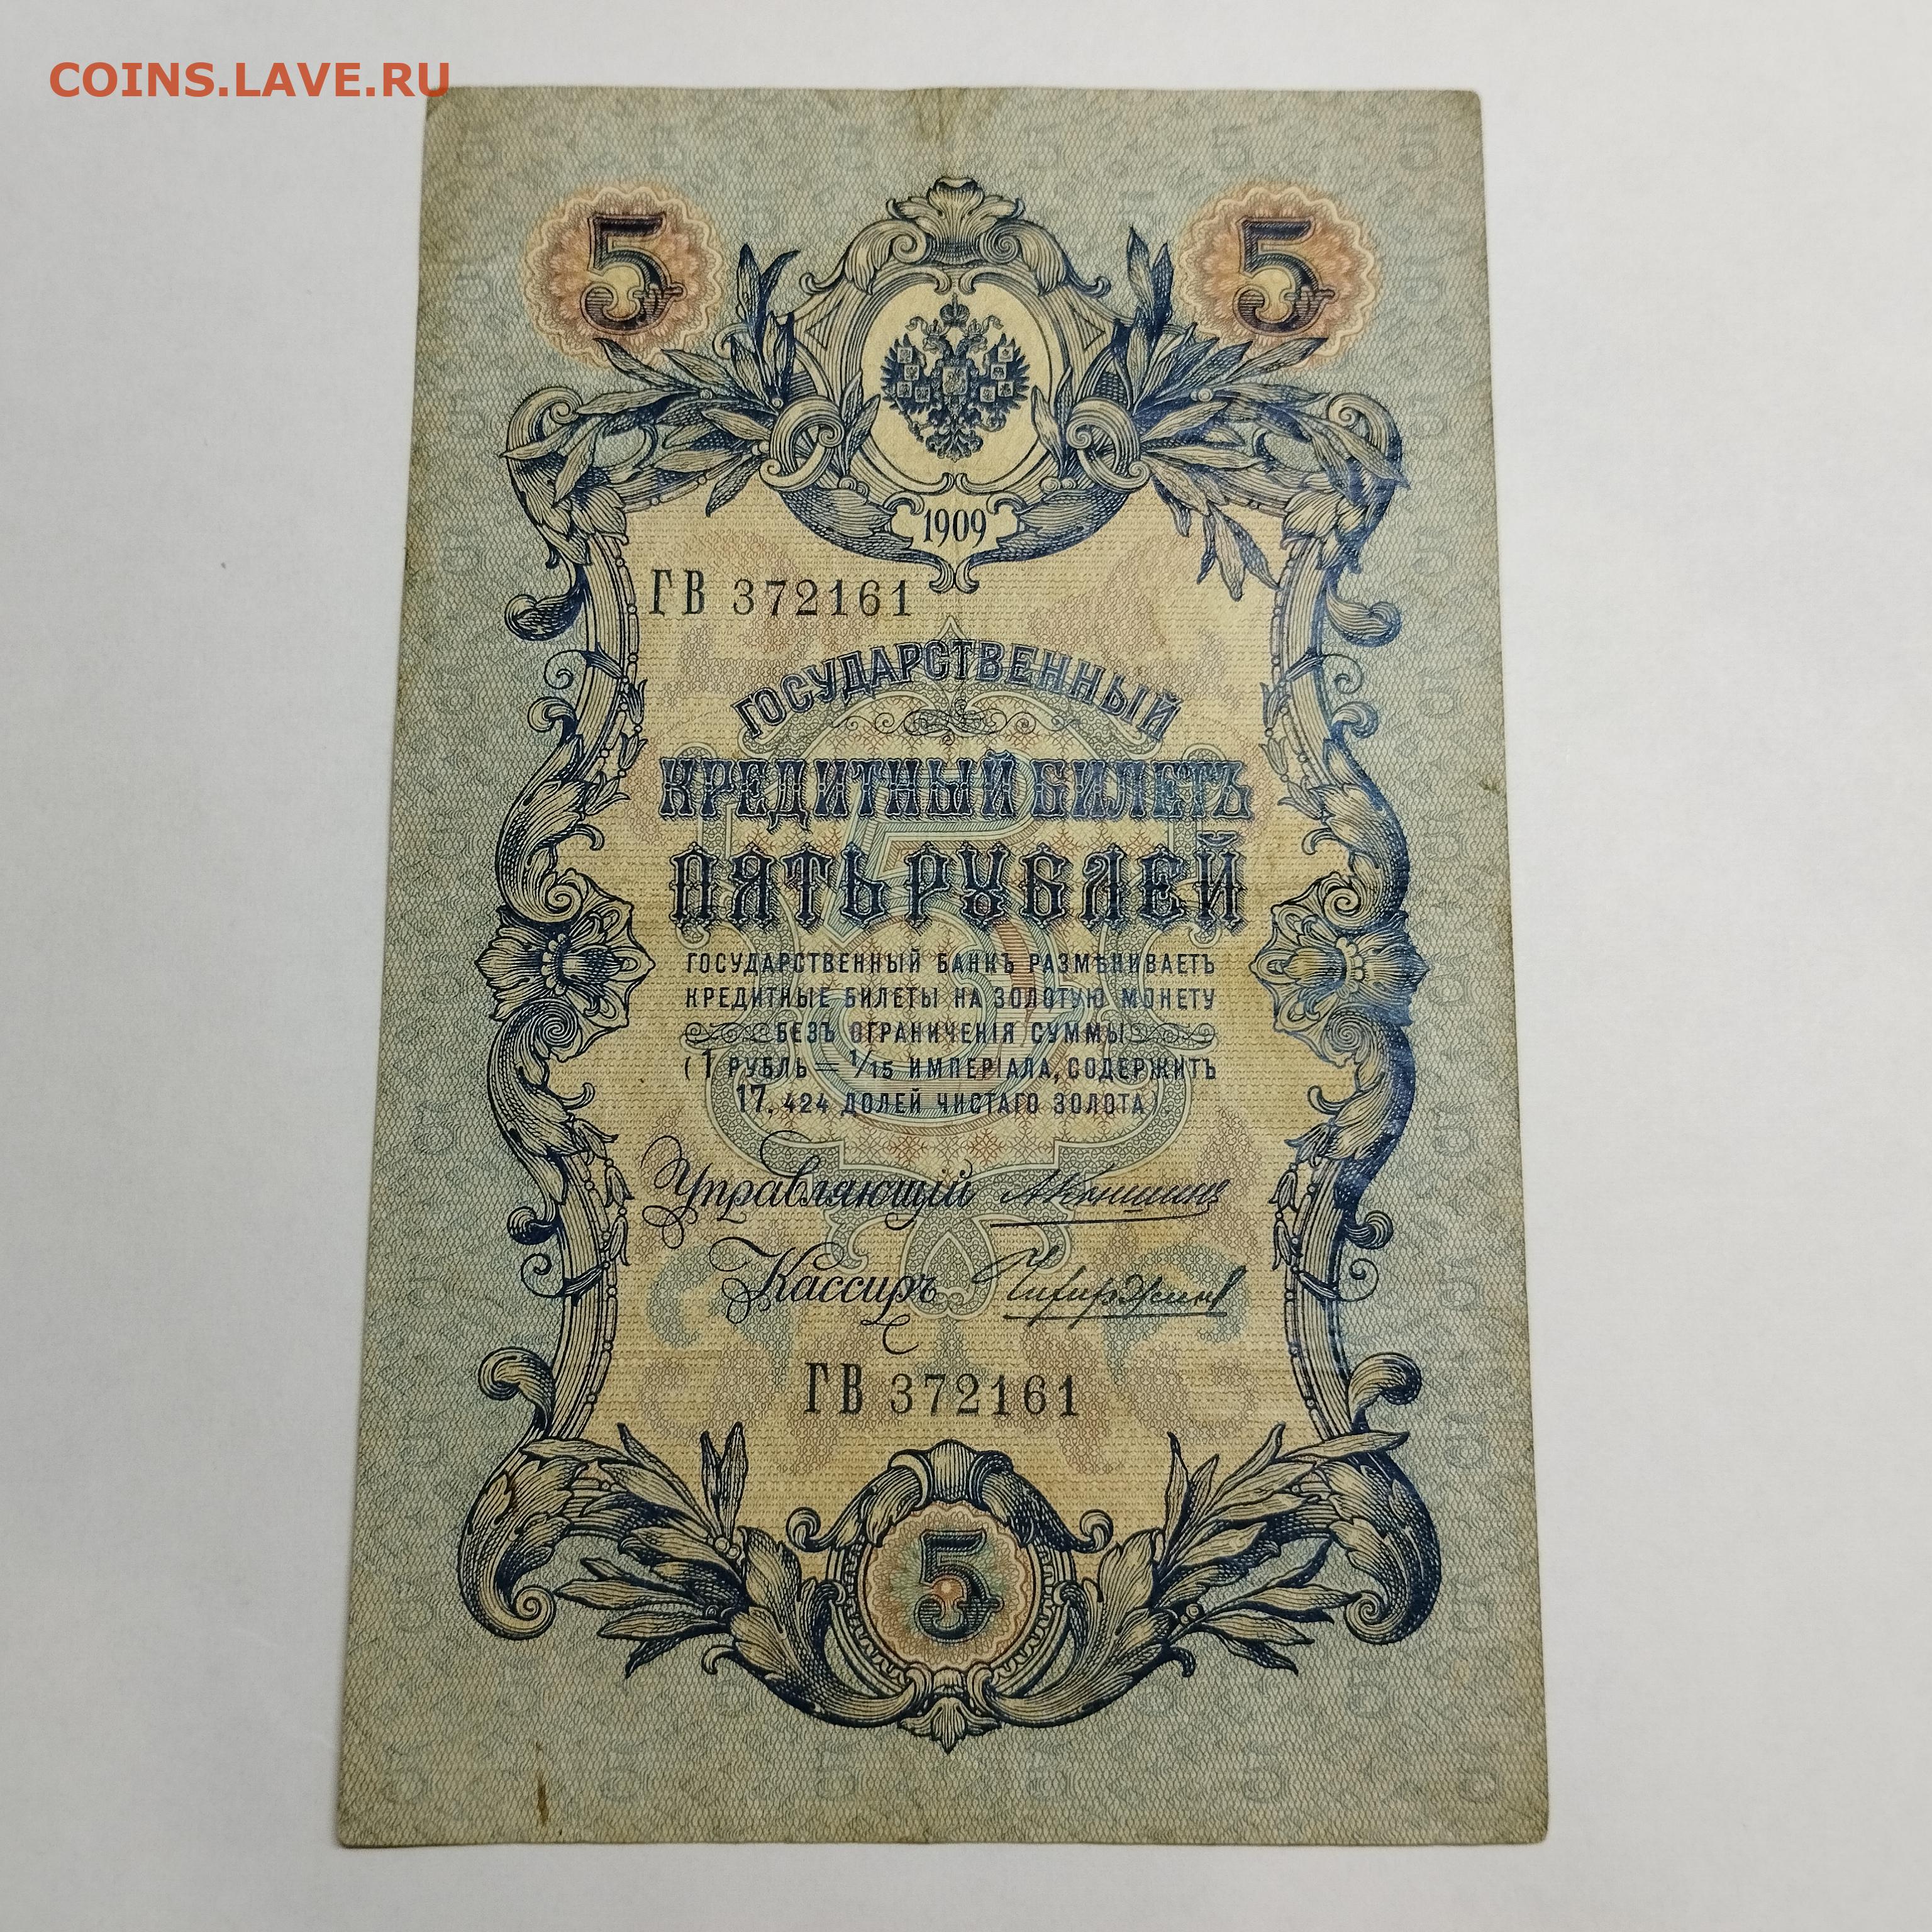 COINS.LAVE.RU
5 5
1909
ГВ 372161
ГОСУДАРСТВЕННЫЙ
КРЕДИТНЫЙ БИЛЕТЪ
ПЯТЬ РУБЛЕЙ
ГОСУДАРСТВЕННЫЙ БАНКЪ РАЗМѢНИВАЕТЪ
КРЕДИТНЫЕ БИЛЕТЫ НА ЗОЛОТУЮ МОНЕТУ
БЕЗЪ ОГРАНИЧЕНІЯ СУММЫ
(1 РУБЛЬ = 1/15 ИМПЕРІАЛА, СОДЕРЖИТЪ
17,424 ДОЛЕЙ ЧИСТАГО ЗОЛОТА).
Управляющій АКоншинъ
Кассиръ
ГВ 372161
5